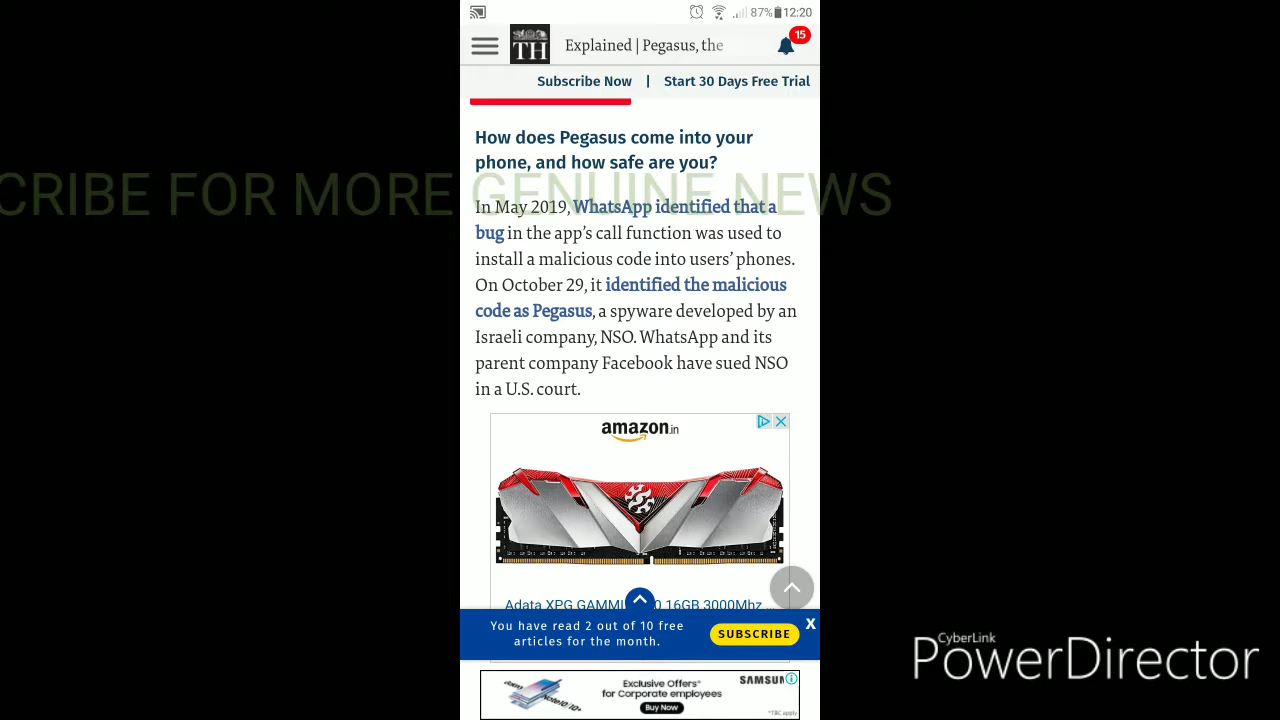 87% 12:20
TH Explained | Pegasus, the 15
Subscribe Now | Start 30 Days Free Trial
How does Pegasus come into your
phone, and how safe are you?
CRIBE FOR MORE GENUINE NEWS
In May 2019, WhatsApp identified that a
bug in the app's call function was used to
install a malicious code into users' phones.
On October 29, it identified the malicious
code as Pegasus, a spyware developed by an
Israeli company, NSO. WhatsApp and its
parent company Facebook have sued NSO
in a U.S. court.
amazon.in
Adata XPG 16GB 3000Mhz ...
You have read 2 out of 10 free
articles for the month.
SUBSCRIBE
X
Exclusive Offers*
for Corporate employees
Buy Now
SAMSUN
*T&C apply
Note10/10+
CyberLink
PowerDirector